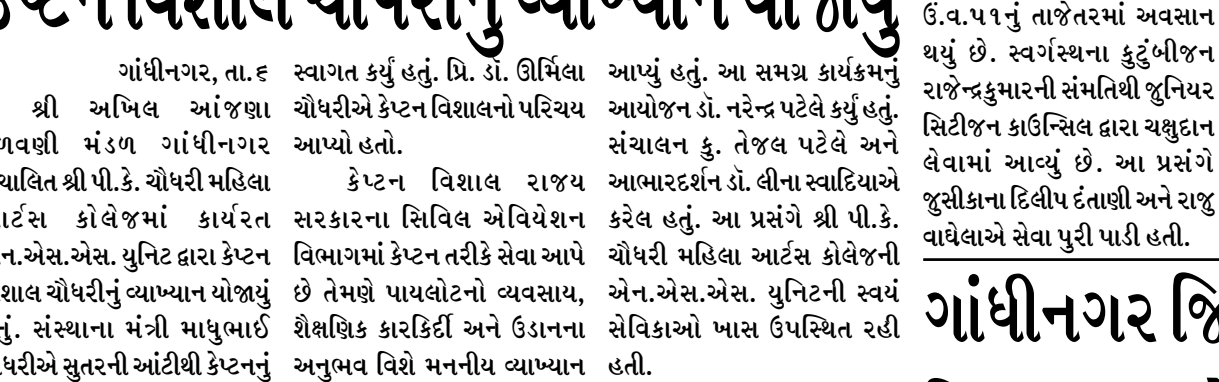 વિશાલ ચૌધરીનું વ્યાખ્યાન યોજાયું
ગાંધીનગર, તા.૬
શ્રી અખિલ આંજણા
મંડળ ગાંધીનગર
શ્રી પી.કે. ચૌધરી મહિલા
કોલેજમાં કાર્યરત
યુનિટ દ્વારા કેપ્ટન
ચૌધરીનું વ્યાખ્યાન યોજાયું
સંસ્થાના મંત્રી માધુભાઈ
સુતરની આંટીથી કેપ્ટનનું
સ્વાગત કર્યું હતું. પ્રિ. ડૉ. ઊર્મિલા
ચૌધરીએ કેપ્ટન વિશાલનો પરિચય
આપ્યો હતો.
કેપ્ટન વિશાલ રાજય
સરકારના સિવિલ એવિયેશન
વિભાગમાં કેપ્ટન તરીકે સેવા આપે
છે તેમણે પાયલોટનો વ્યવસાય,
શૈક્ષણિક કારકિર્દી અને ઉડાનના
અનુભવ વિશે મનનીય વ્યાખ્યાન
આપ્યું હતું. આ સમગ્ર કાર્યક્રમનું
આયોજન ડૉ. નરેન્દ્ર પટેલે કર્યું હતું.
સંચાલન કુ. તેજલ પટેલે અને
આભારદર્શન ડૉ. લીના સ્વાદિયાએ
કરેલ હતું. આ પ્રસંગે શ્રી પી.કે.
ચૌધરી મહિલા આર્ટસ કોલેજની
એન.એસ.એસ. યુનિટની સ્વયં
સેવિકાઓ ખાસ ઉપસ્થિત રહી
હતી.
ઉં.વ.૫૧નું તાજેતરમાં અવસાન
થયું છે. સ્વર્ગસ્થના કુટુંબીજન
રાજેન્દ્રકુમારની સંમતિથી જુનિયર
સિટીજન કાઉન્સિલ દ્વારા ચક્ષુદાન
લેવામાં આવ્યું છે. આ પ્રસંગે
જુસીકાના દિલીપ દંતાણી અને રાજુ
વાઘેલાએ સેવા પુરી પાડી હતી.
ગાંધીનગર